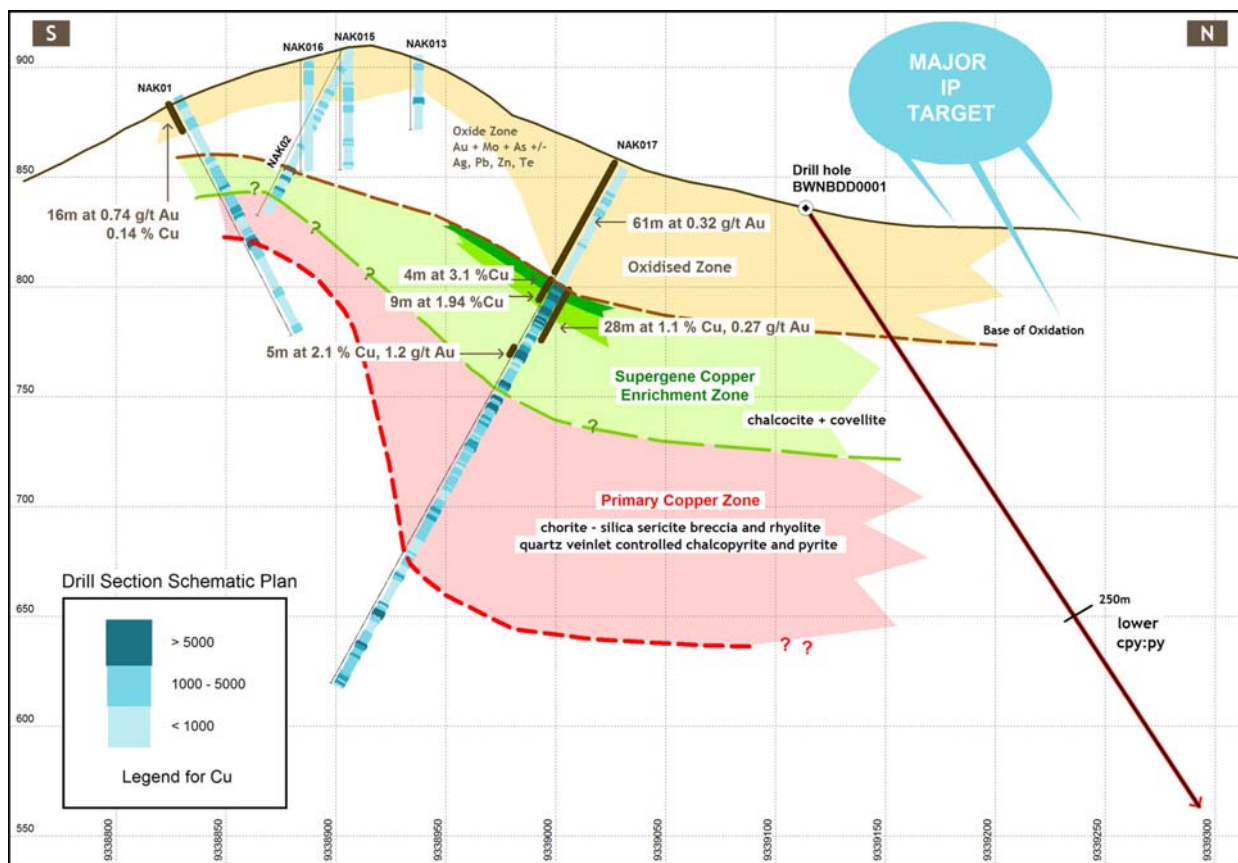 S
N
NAK016
NAK015
NAK013
NAK01
NAK02
NAK017
MAJOR
IP
TARGET
Oxide Zone
Au + Mo + As +/-
Ag, Pb, Zn, Te
Drill hole
BWNBDD0001
16m at 0.74 g/t Au
0.14 % Cu
61m at 0.32 g/t Au
4m at 3.1 %Cu
9m at 1.94 %Cu
Oxidised Zone
28m at 1.1 % Cu, 0.27 g/t Au
Base of Oxidation
5m at 2.1 % Cu, 1.2 g/t Au
Supergene Copper
Enrichment Zone
chalcocite + covellite
Primary Copper Zone
chorite - silica sericite breccia and rhyolite
quartz veinlet controlled chalcopyrite and pyrite
250m
lower
cpy:py
? ? ? ? ? ? ?
Drill Section Schematic Plan
> 5000
1000 - 5000
< 1000
Legend for Cu
900
850
800
750
700
650
600
550
9338800
9338850
9338900
9338950
9339000
9339050
9339100
9339150
9339200
9339250
9339300